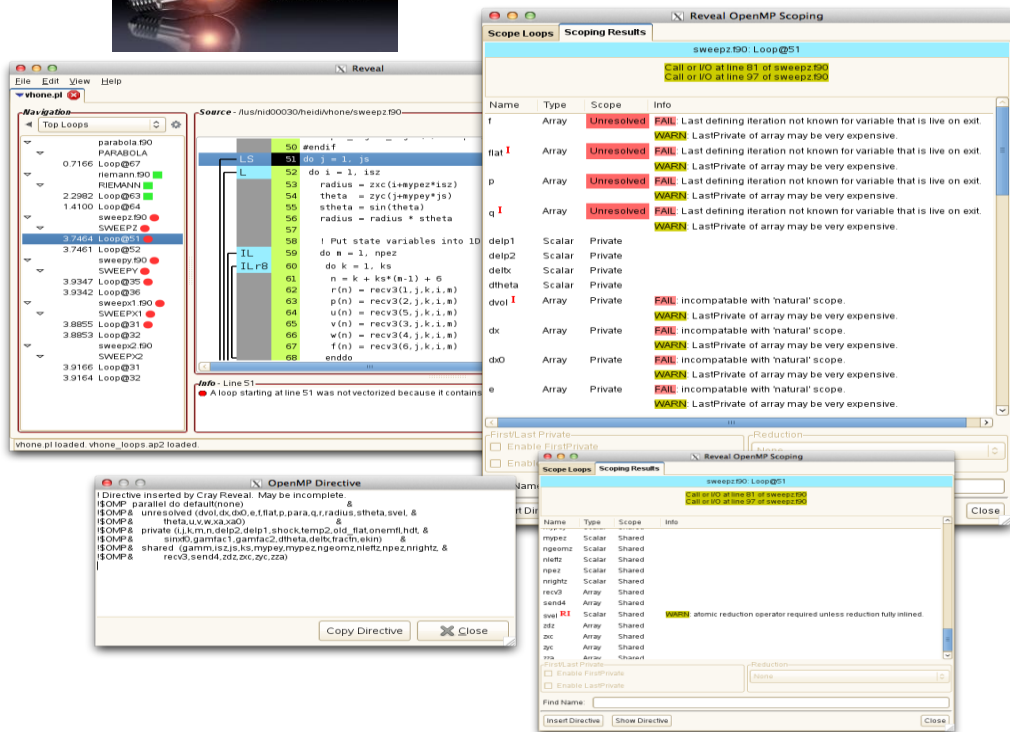 Reveal
File Edit View Help
vhone.pl
Navigation
Top Loops
parabola.f90
PARABOLA
0.7166 Loop@67
riemann.f90
RIEMANN
2.2982 Loop@63
1.4100 Loop@64
sweepz.f90
SWEEPZ
3.7464 Loop@51
3.7461 Loop@52
sweepy.f90
SWEEPY
3.9347 Loop@35
3.9342 Loop@36
sweepx1.f90
SWEEPX1
3.8855 Loop@31
3.8853 Loop@32
sweepx2.f90
SWEEPX2
3.9166 Loop@31
3.9164 Loop@32
Source - /lus/nid00030/heidi/vhone/sweepz.f90
50 #endif
LS 51 do j = 1, js
L 52 do i = 1, isz
53 radius = zxc(i+mypez*isz)
54 theta = zyc(j+mypey*js)
55 stheta = sin(theta)
56 radius = radius * stheta
57
58 ! Put state variables into 1D
IL 59 do m = 1, npez
ILr8 60 do k = 1, ks
61 n = k + ks*(m-1) + 6
62 r(n) = recv3(1,j,k,i,m)
63 p(n) = recv3(2,j,k,i,m)
64 u(n) = recv3(5,j,k,i,m)
65 v(n) = recv3(3,j,k,i,m)
66 w(n) = recv3(4,j,k,i,m)
67 f(n) = recv3(6,j,k,i,m)
68 enddo
Info - Line 51
A loop starting at line 51 was not vectorized because it contains
vhone.pl loaded. vhone_loops.ap2 loaded.
Reveal OpenMP Scoping
Scope Loops Scoping Results
sweepz.f90: Loop@51
Call or I/O at line 81 of sweepz.f90
Call or I/O at line 97 of sweepz.f90
Name Type Scope Info
f Array Unresolved FAIL: Last defining iteration not known for variable that is live on exit.
WARN: LastPrivate of array may be very expensive.
flat I Array Unresolved FAIL: Last defining iteration not known for variable that is live on exit.
WARN: LastPrivate of array may be very expensive.
p Array Unresolved FAIL: Last defining iteration not known for variable that is live on exit.
WARN: LastPrivate of array may be very expensive.
q I Array Unresolved FAIL: Last defining iteration not known for variable that is live on exit.
WARN: LastPrivate of array may be very expensive.
delp1 Scalar Private
delp2 Scalar Private
deltx Scalar Private
dtheta Scalar Private
dvol I Array Private FAIL: incompatable with 'natural' scope.
WARN: LastPrivate of array may be very expensive.
dx Array Private FAIL: incompatable with 'natural' scope.
WARN: LastPrivate of array may be very expensive.
dx0 Array Private FAIL: incompatable with 'natural' scope.
WARN: LastPrivate of array may be very expensive.
e Array Private FAIL: incompatable with 'natural' scope.
WARN: LastPrivate of array may be very expensive.
First/Last Private
Enable FirstPrivate
Reduction
Close
OpenMP Directive
! Directive inserted by Cray Reveal. May be incomplete.
!$OMP parallel do default(none) &
!$OMP& unresolved (dvol,dx,dx0,e,f,flat,p,para,q,r,radius,stheta,svel, &
!$OMP& theta,u,v,w,xa,xa0) &
!$OMP& private (i,j,k,m,n,delp2,delp1,shock,temp2,old_flat,onemfl,hdt, &
!$OMP& sinxf0,gamfac1,gamfac2,dtheta,deltx,fractn,ekin) &
!$OMP& shared (gamm,isz,js,ks,mypey,mypez,ngeomz,nleftz,npez,nrightz, &
!$OMP& recv3,send4,zdz,zxc,zyc,zza)
Copy Directive Close
Reveal OpenMP Scoping
Scope Loops Scoping Results
sweepz.f90: Loop@51
Call or I/O at line 81 of sweepz.f90
Call or I/O at line 97 of sweepz.f90
Name Type Scope Info
mypez Scalar Shared
ngeomz Scalar Shared
nleftz Scalar Shared
npez Scalar Shared
nrightz Scalar Shared
recv3 Array Shared
send4 Array Shared
svel RI Scalar Shared WARN: atomic reduction operator required unless reduction fully inlined.
zdz Array Shared
zxc Array Shared
zyc Array Shared
zza Array Shared
First/Last Private
Enable FirstPrivate
Enable LastPrivate
Reduction
None
Find Name:
Insert Directive Show Directive Close